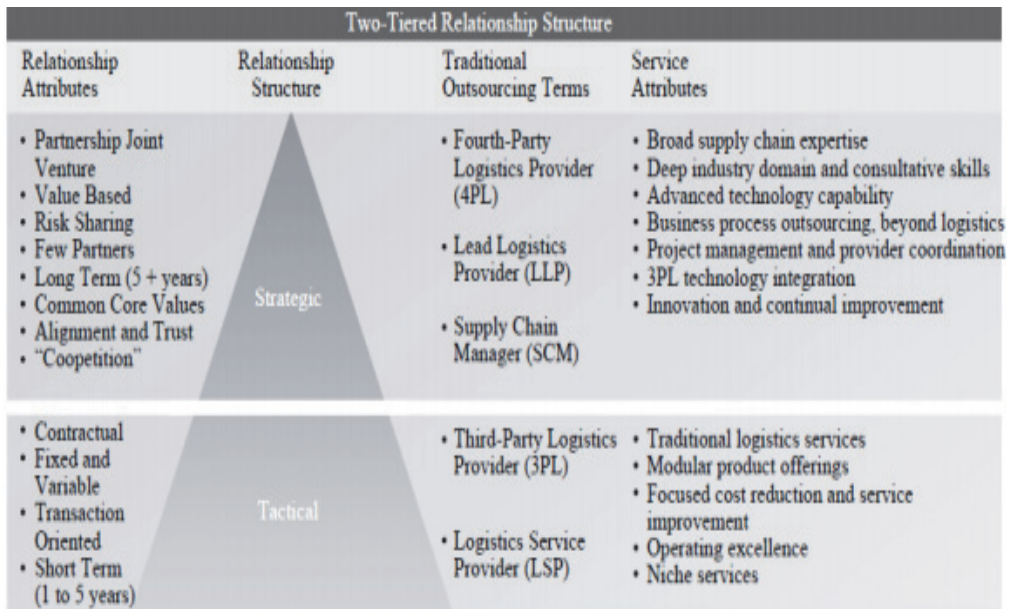 Two-Tiered Relationship Structure
Relationship
Attributes
Relationship
Structure
Traditional
Outsourcing Terms
Service
Attributes
• Partnership Joint
Venture
• Value Based
• Risk Sharing
• Few Partners
• Long Term (5 + years)
• Common Core Values
• Alignment and Trust
• “Coopetition”
Strategic
• Fourth-Party
Logistics Provider
(4PL)
• Lead Logistics
Provider (LLP)
• Supply Chain
Manager (SCM)
• Broad supply chain expertise
• Deep industry domain and consultative skills
• Advanced technology capability
• Business process outsourcing, beyond logistics
• Project management and provider coordination
• 3PL technology integration
• Innovation and continual improvement
• Contractual
• Fixed and
Variable
• Transaction
Oriented
• Short Term
(1 to 5 years)
Tactical
• Third-Party Logistics
Provider (3PL)
• Logistics Service
Provider (LSP)
• Traditional logistics services
• Modular product offerings
• Focused cost reduction and service
improvement
• Operating excellence
• Niche services